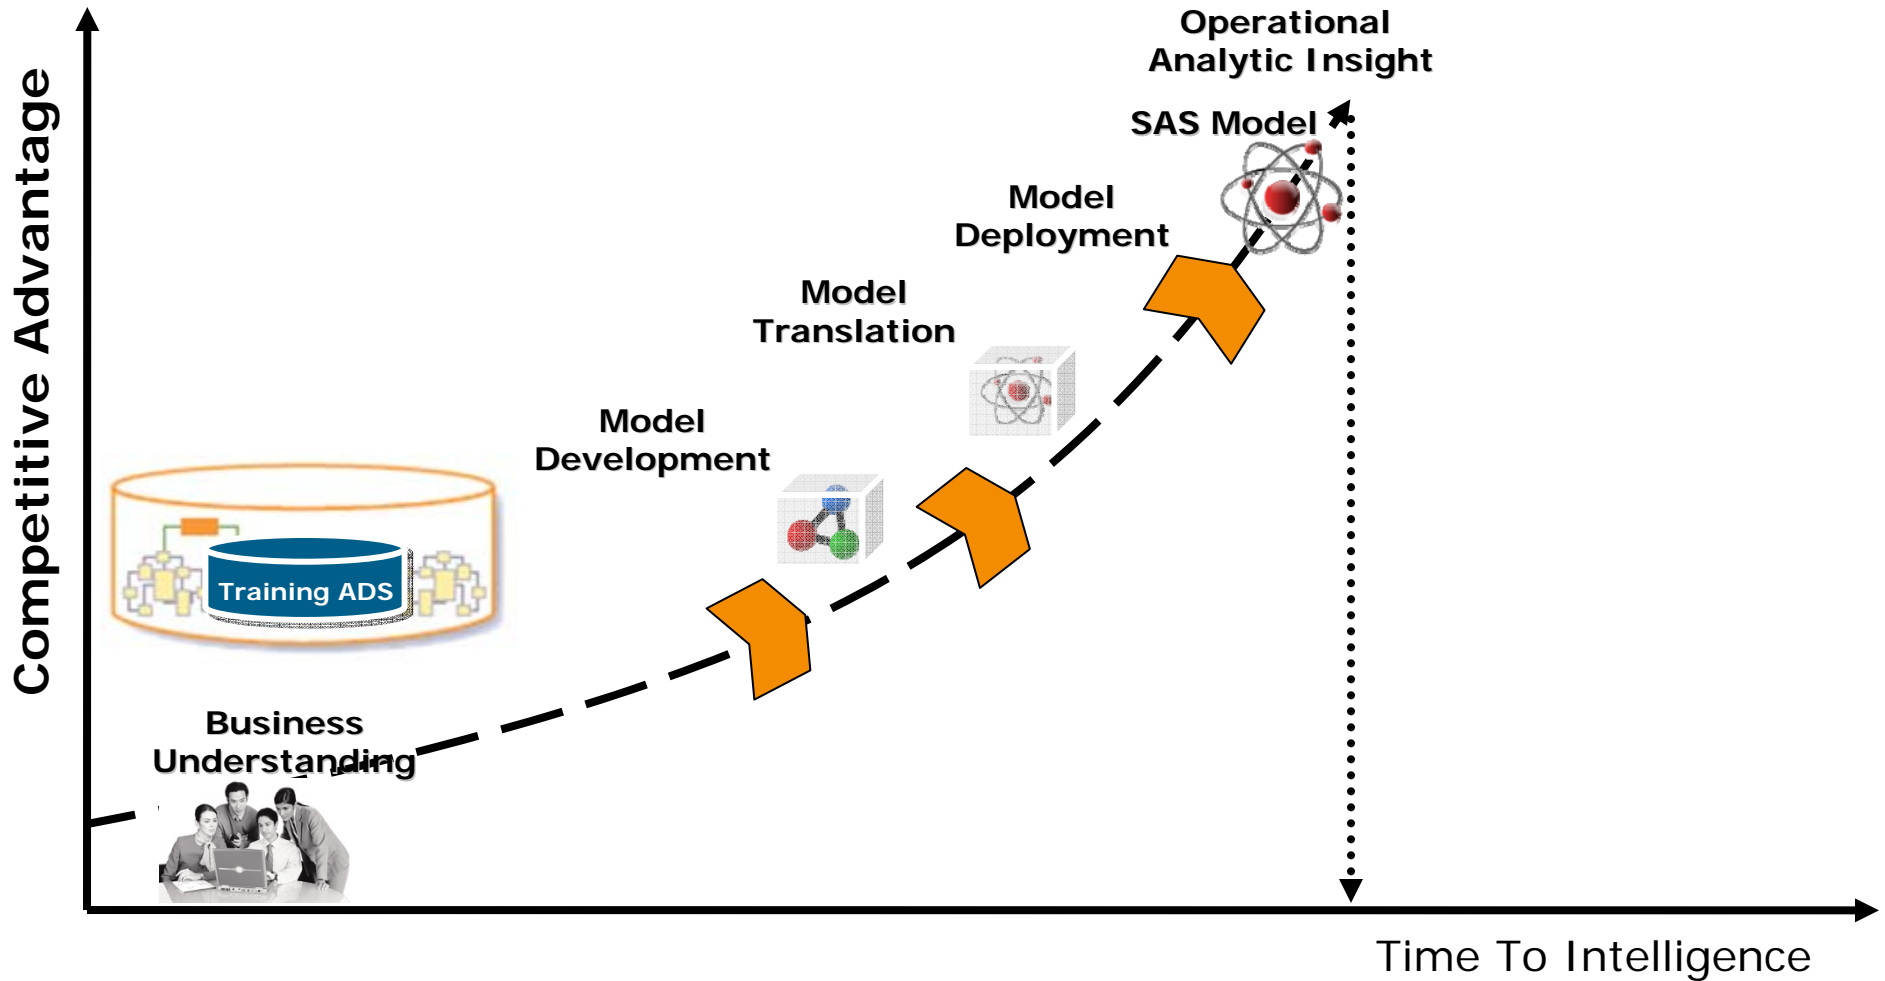 Operational
Analytic Insight
SAS Model
Model
Deployment
Model
Translation
Model
Development
Training ADS
Business
Understanding
Competitive Advantage
Time To Intelligence